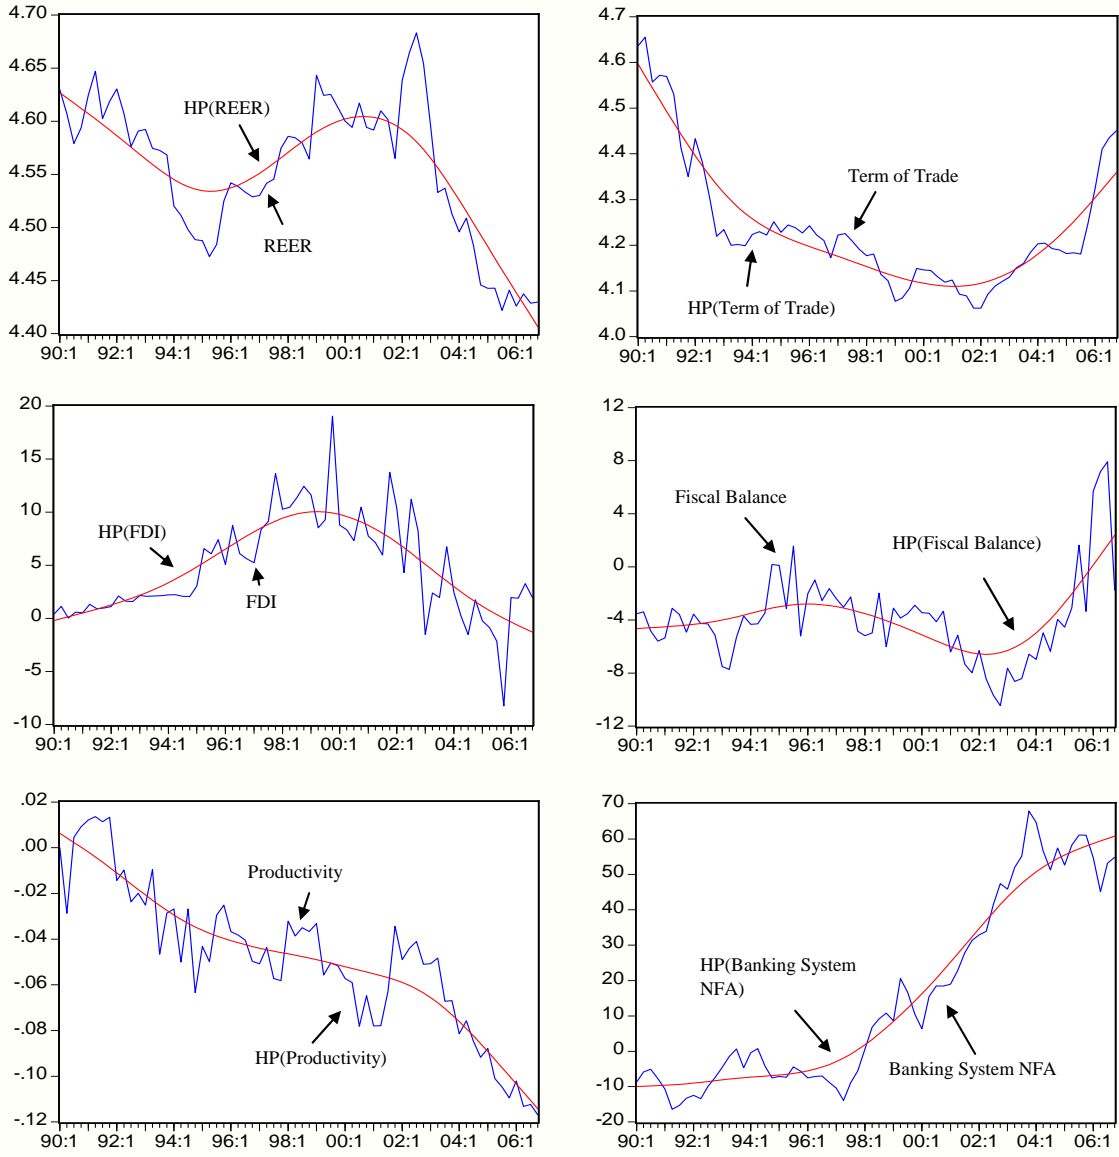 4.70
4.65
4.60
4.55
4.50
4.45
4.40
HP(REER)
REER
90:1 92:1 94:1 96:1 98:1 00:1 02:1 04:1 06:1
4.7
4.6
4.5
4.4
4.3
4.2
4.1
4.0
Term of Trade
HP(Term of Trade)
90:1 92:1 94:1 96:1 98:1 00:1 02:1 04:1 06:1
20
15
10
5
0
-5
-10
HP(FDI)
FDI
90:1 92:1 94:1 96:1 98:1 00:1 02:1 04:1 06:1
12
8
4
0
-4
-8
-12
Fiscal Balance
HP(Fiscal Balance)
90:1 92:1 94:1 96:1 98:1 00:1 02:1 04:1 06:1
.02
.00
-.02
-.04
-.06
-.08
-.10
-.12
Productivity
HP(Productivity)
90:1 92:1 94:1 96:1 98:1 00:1 02:1 04:1 06:1
70
60
50
40
30
20
10
0
-10
-20
HP(Banking System
NFA)
Banking System NFA
90:1 92:1 94:1 96:1 98:1 00:1 02:1 04:1 06:1